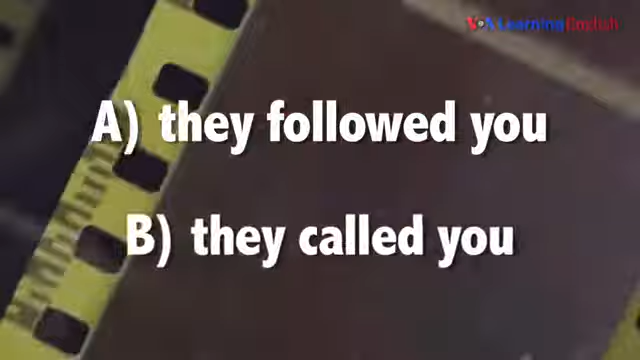 VOA Learning English
A) they followed you
B) they called you